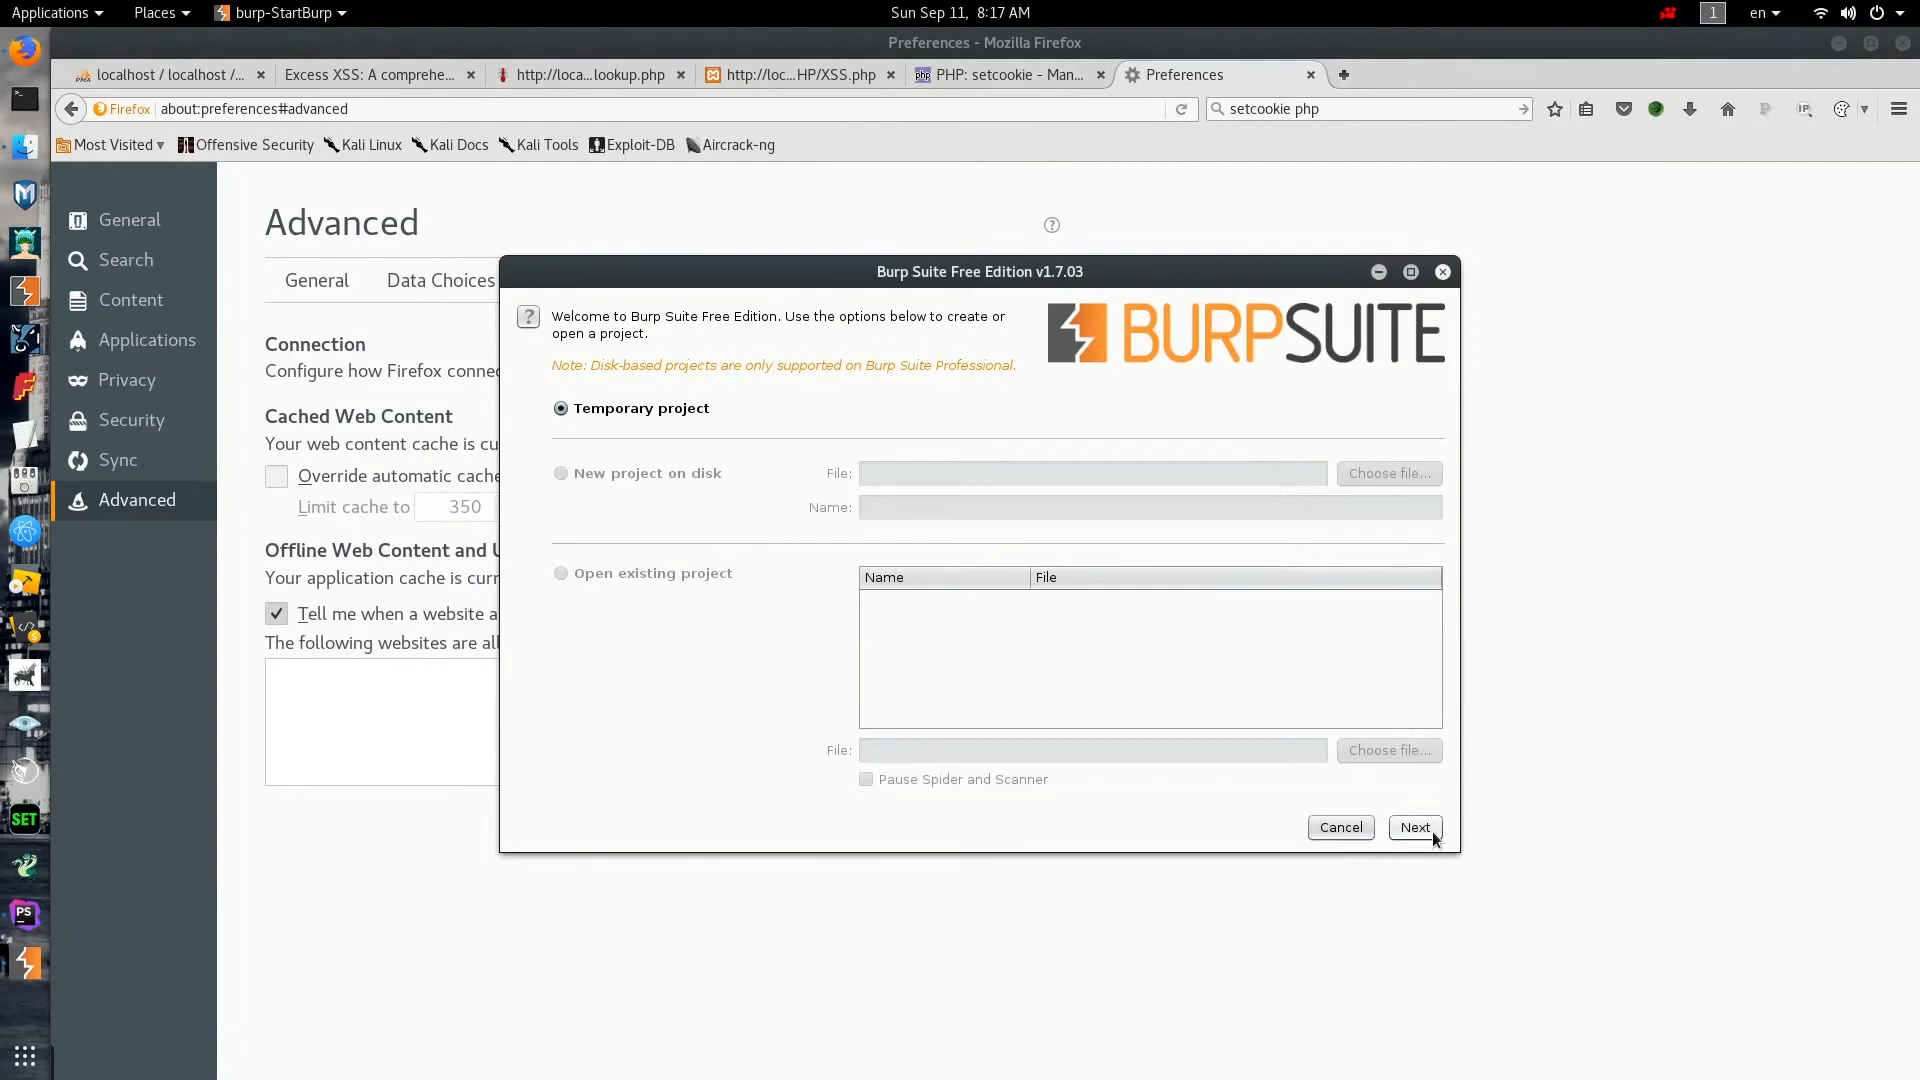 Applications
Places
burp-StartBurp
Sun Sep 11, 8:17 AM
1
en
Preferences - Mozilla Firefox
localhost / localhost /...
Excess XSS: A comprehe...
http://loca...lookup.php
http://loc...HP/XSS.php
php
PHP: setcookie - Man...
Preferences
Firefox
about:preferences#advanced
setcookie php
IP
Most Visited
Offensive Security
Kali Linux
Kali Docs
Kali Tools
Exploit-DB
Aircrack-ng
General
Search
Content
Applications
Privacy
Security
Sync
Advanced
SET
PS
Advanced
General
Data Choices
Connection
Configure how Firefox connec
Cached Web Content
Your web content cache is cu
Override automatic cache
Limit cache to
350
Offline Web Content and U
Your application cache is curr
Tell me when a website a
The following websites are all
Burp Suite Free Edition v1.7.03
?
Welcome to Burp Suite Free Edition. Use the options below to create or
open a project.
Note: Disk-based projects are only supported on Burp Suite Professional.
BURPSUITE
Temporary project
New project on disk
File:
Choose file...
Name:
Open existing project
Name
File
File:
Choose file...
Pause Spider and Scanner
Cancel
Next